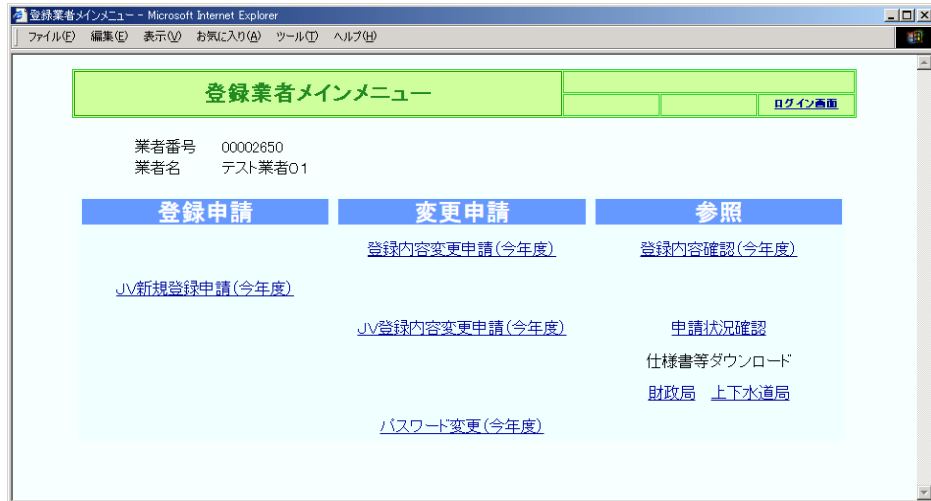 登録業者メインメニュー - Microsoft Internet Explorer
ファイル(F) 編集(E) 表示(V) お気に入り(A) ツール(T) ヘルプ(H)
登録業者メインメニュー
ログイン画面
業者番号 00002650
業者名 テスト業者01
登録申請 変更申請 参照
登録内容変更申請(今年度) 登録内容確認(今年度)
JV新規登録申請(今年度)
JV登録内容変更申請(今年度) 申請状況確認
仕様書等ダウンロード
財政局 上下水道局
パスワード変更(今年度)